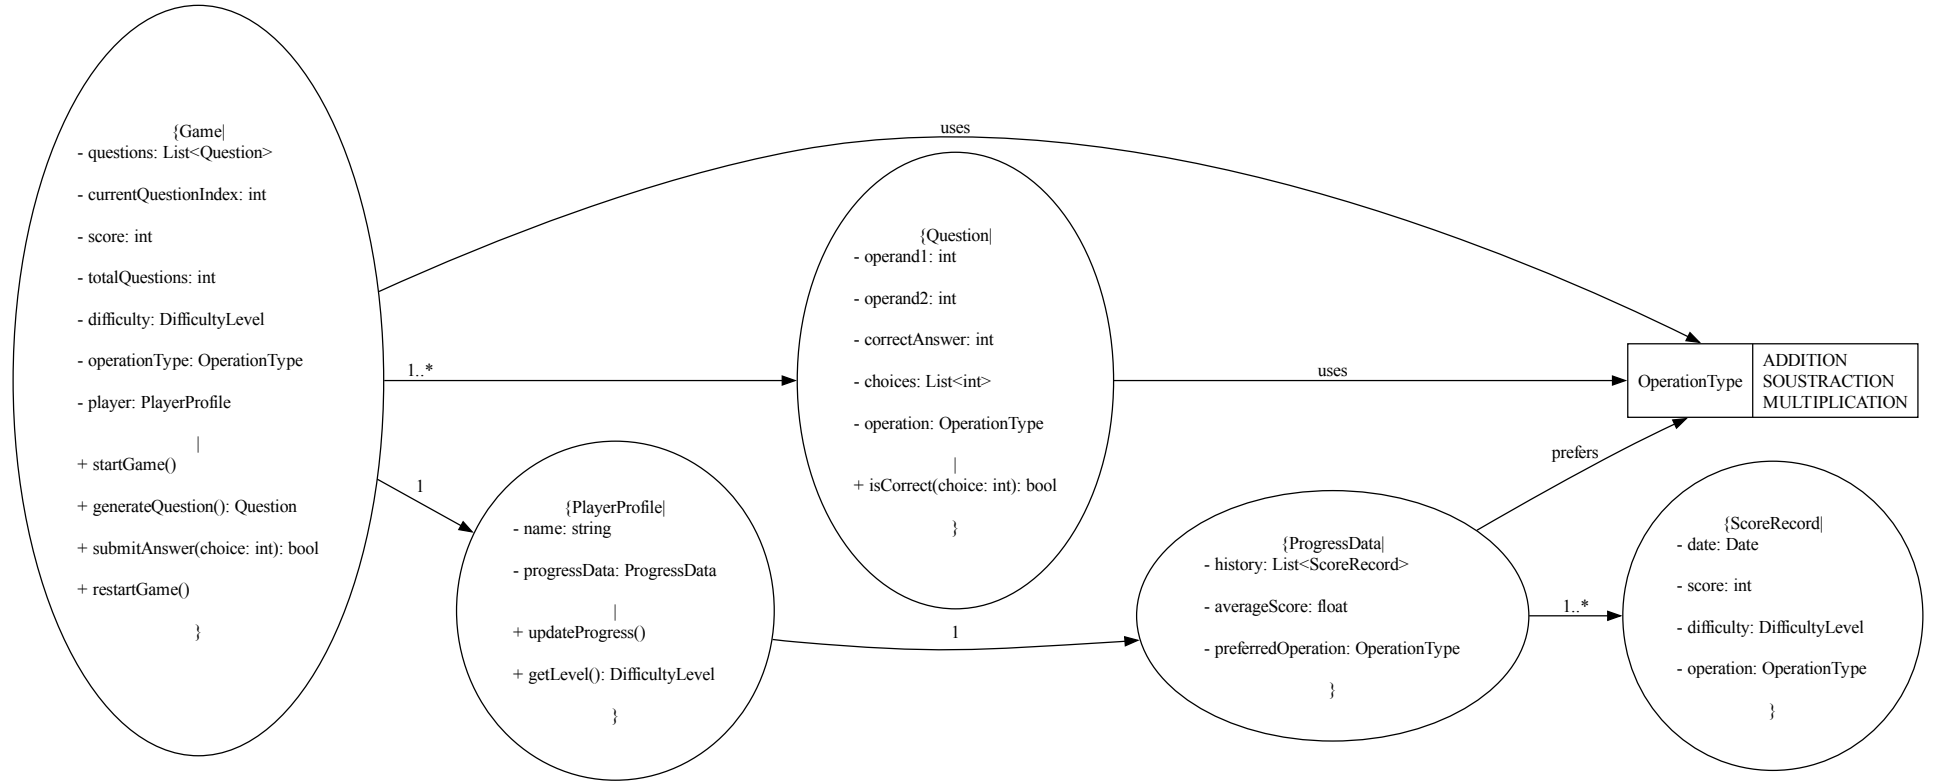 {Game|
- questions: List<Question>
- currentQuestionIndex: int
- score: int
- totalQuestions: int
- difficulty: DifficultyLevel
- operationType: OperationType
- player: PlayerProfile
|
+ startGame()
+ generateQuestion(): Question
+ submitAnswer(choice: int): bool
+ restartGame()
}
uses
1..*
1
{Question|
- operand1: int
- operand2: int
- correctAnswer: int
- choices: List<int>
- operation: OperationType
|
+ isCorrect(choice: int): bool
}
uses
{PlayerProfile|
- name: string
- progressData: ProgressData
|
+ updateProgress()
+ getLevel(): DifficultyLevel
}
1
{ProgressData|
- history: List<ScoreRecord>
- averageScore: float
- preferredOperation: OperationType
}
prefers
1..*
OperationType
ADDITION
SOUSTRACTION
MULTIPLICATION
{ScoreRecord|
- date: Date
- score: int
- difficulty: DifficultyLevel
- operation: OperationType
}